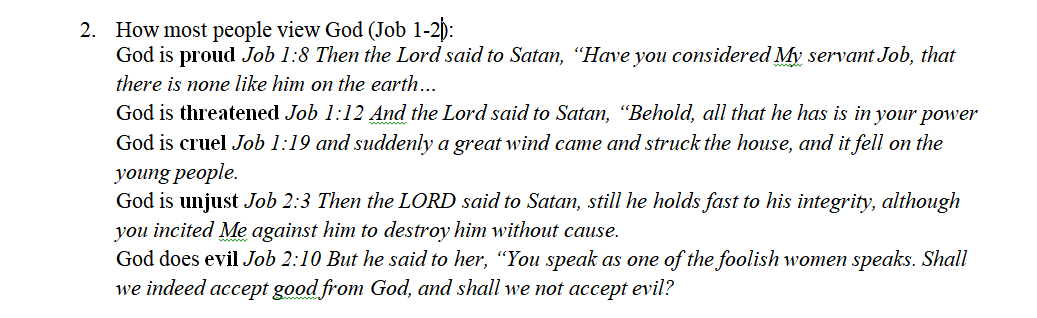 2. How most people view God (Job 1-2):
God is proud Job 1:8 Then the Lord said to Satan, “Have you considered My servant Job, that
there is none like him on the earth…
God is threatened Job 1:12 And the Lord said to Satan, “Behold, all that he has is in your power
God is cruel Job 1:19 and suddenly a great wind came and struck the house, and it fell on the
young people.
God is unjust Job 2:3 Then the LORD said to Satan, still he holds fast to his integrity, although
you incited Me against him to destroy him without cause.
God does evil Job 2:10 But he said to her, “You speak as one of the foolish women speaks. Shall
we indeed accept good from God, and shall we not accept evil?